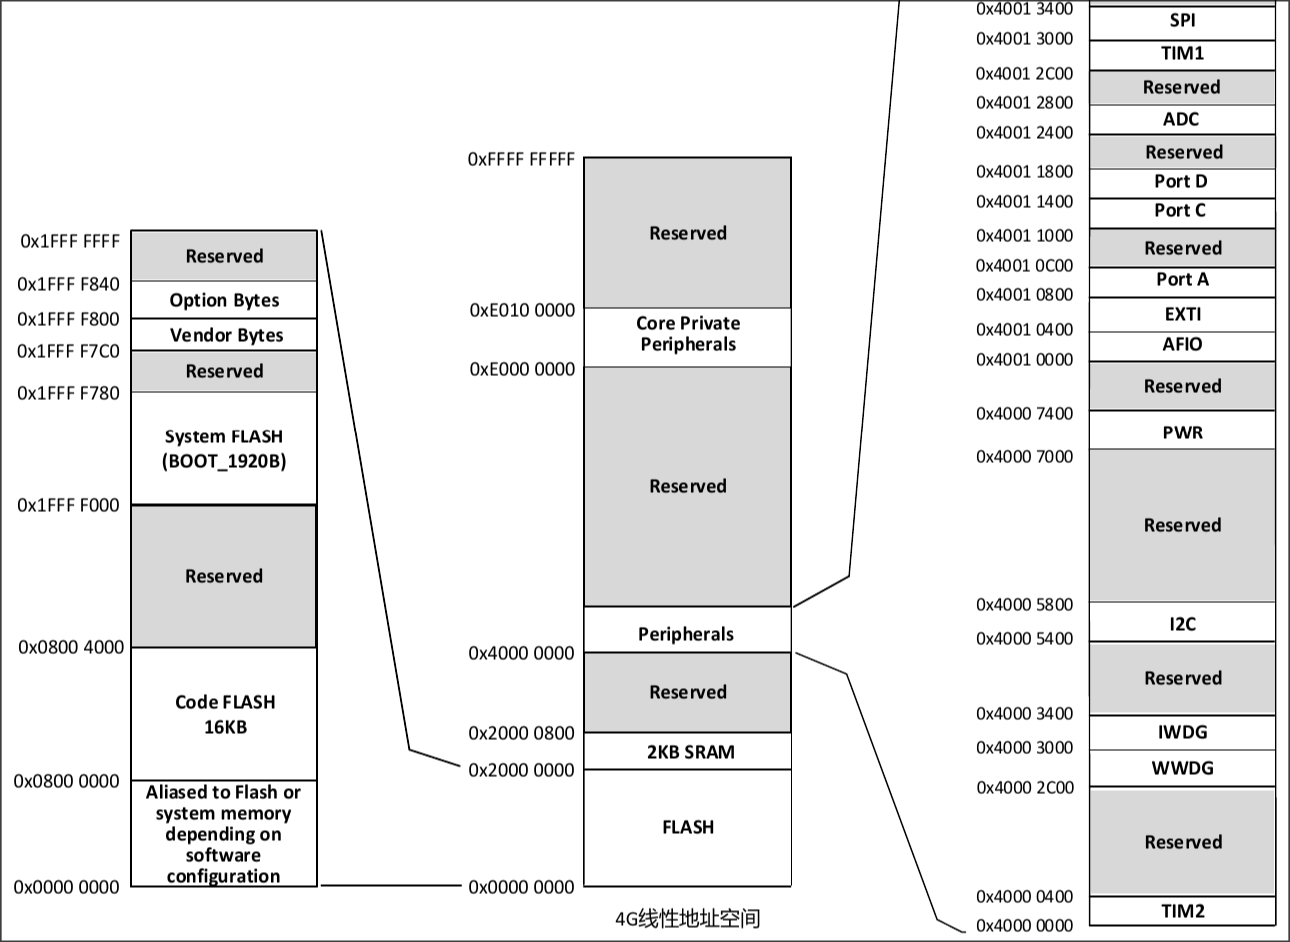 0x1FFF FFFF
Reserved
0x1FFF F840
Option Bytes
0x1FFF F800
Vendor Bytes
0x1FFF F7C0
Reserved
0x1FFF F780
System FLASH
(BOOT_1920B)
0x1FFF F000
Reserved
0x0800 4000
Code FLASH
16KB
0x0800 0000
Aliased to Flash or
system memory
depending on
software
configuration
0x0000 0000
0xFFFF FFFFF
Reserved
0xE010 0000
Core Private
Peripherals
0xE000 0000
Reserved
Peripherals
0x4000 0000
Reserved
0x2000 0800
2KB SRAM
0x2000 0000
FLASH
0x0000 0000
4G线性地址空间
0x4001 3400
SPI
0x4001 3000
TIM1
0x4001 2C00
Reserved
0x4001 2800
ADC
0x4001 2400
Reserved
0x4001 1800
Port D
0x4001 1400
Port C
0x4001 1000
Reserved
0x4001 0C00
Port A
0x4001 0800
EXTI
0x4001 0400
AFIO
0x4001 0000
Reserved
0x4000 7400
PWR
0x4000 7000
Reserved
0x4000 5800
I2C
0x4000 5400
Reserved
0x4000 3400
IWDG
0x4000 3000
WWDG
0x4000 2C00
Reserved
0x4000 0400
TIM2
0x4000 0000